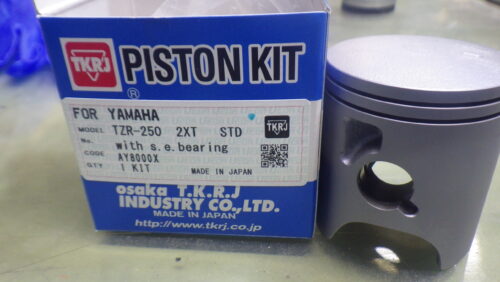 TKRJ PISTON KIT
®
FOR YAMAHA
MODEL TZR-250 2XT STD
No. with s.e.bearing
CODE AY8000X
Q'TY 1 KIT MADE IN JAPAN
TKRJ
osaka T.K.R.J
INDUSTRY CO.,LTD.
MADE IN JAPAN
http://www.tkrj.co.jp